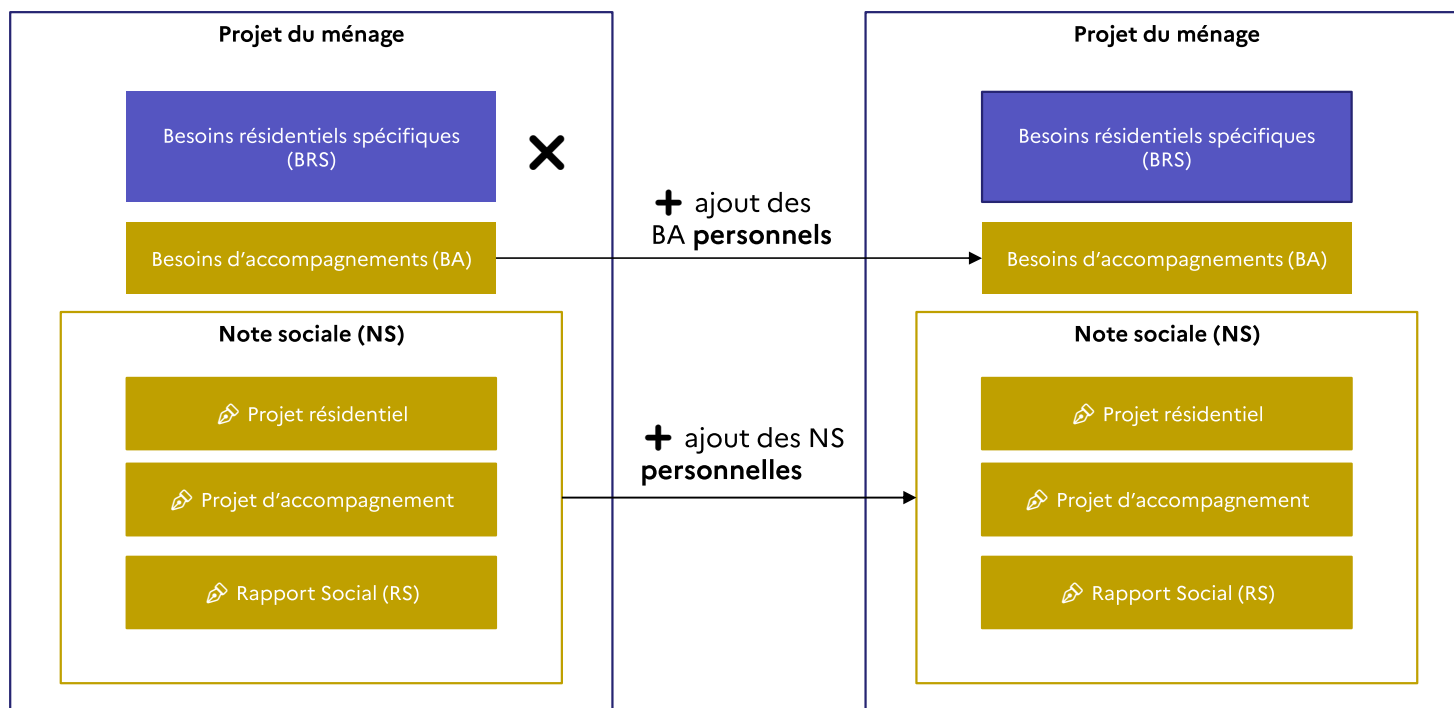 Projet du ménage
Besoins résidentiels spécifiques
(BRS)
Besoins d'accompagnements (BA)
Note sociale (NS)
Projet résidentiel
Projet d'accompagnement
Rapport Social (RS)
+ ajout des
BA personnels
+ ajout des NS
personnelles
Projet du ménage
Besoins résidentiels spécifiques
(BRS)
Besoins d'accompagnements (BA)
Note sociale (NS)
Projet résidentiel
Projet d'accompagnement
Rapport Social (RS)